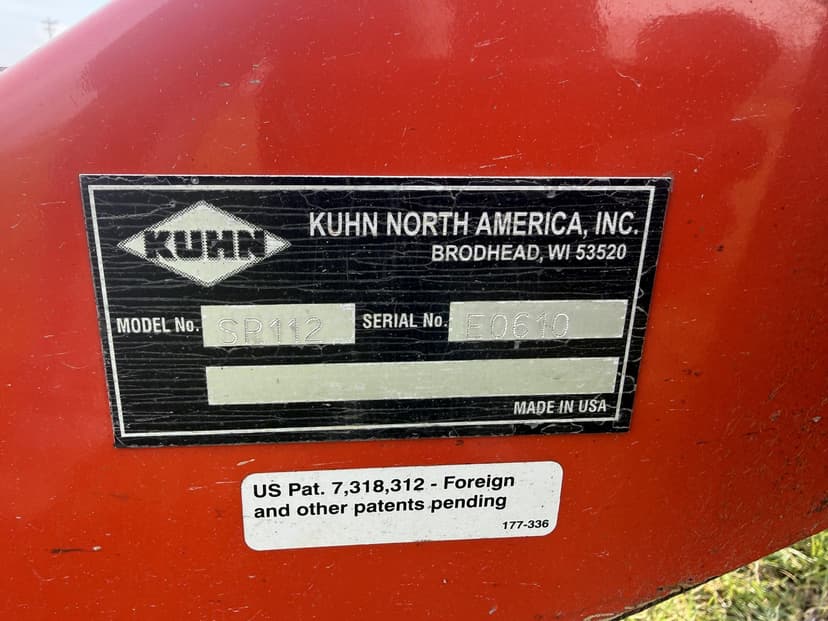 KUHN
KUHN NORTH AMERICA, INC.
BRODHEAD, WI 53520
MODEL No. SR112 SERIAL No. E0610
MADE IN USA
US Pat. 7,318,312 - Foreign
and other patents pending
177-336